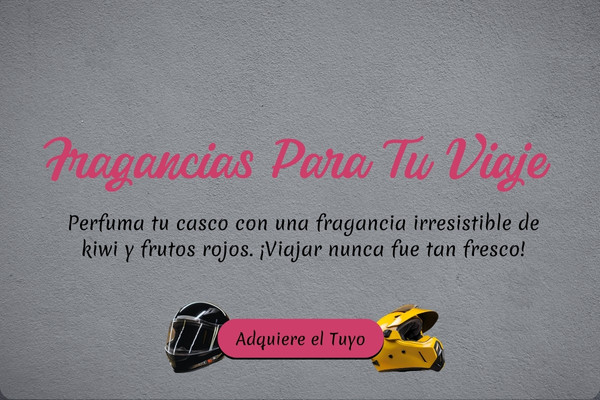 Fragancias Para Tu Viaje
Perfuma tu casco con una fragancia irresistible de
kiwi y frutos rojos. ¡Viajar nunca fue tan fresco!
Adquiere el Tuyo